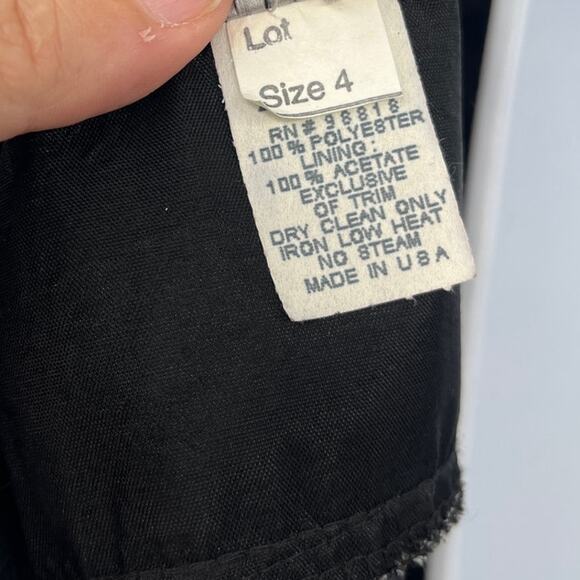 Lot
Size 4
RN# 98818
100% POLYESTER
LINING:
100% ACETATE
EXCLUSIVE
OF TRIM
DRY CLEAN ONLY
IRON LOW HEAT
NO STEAM
MADE IN USA